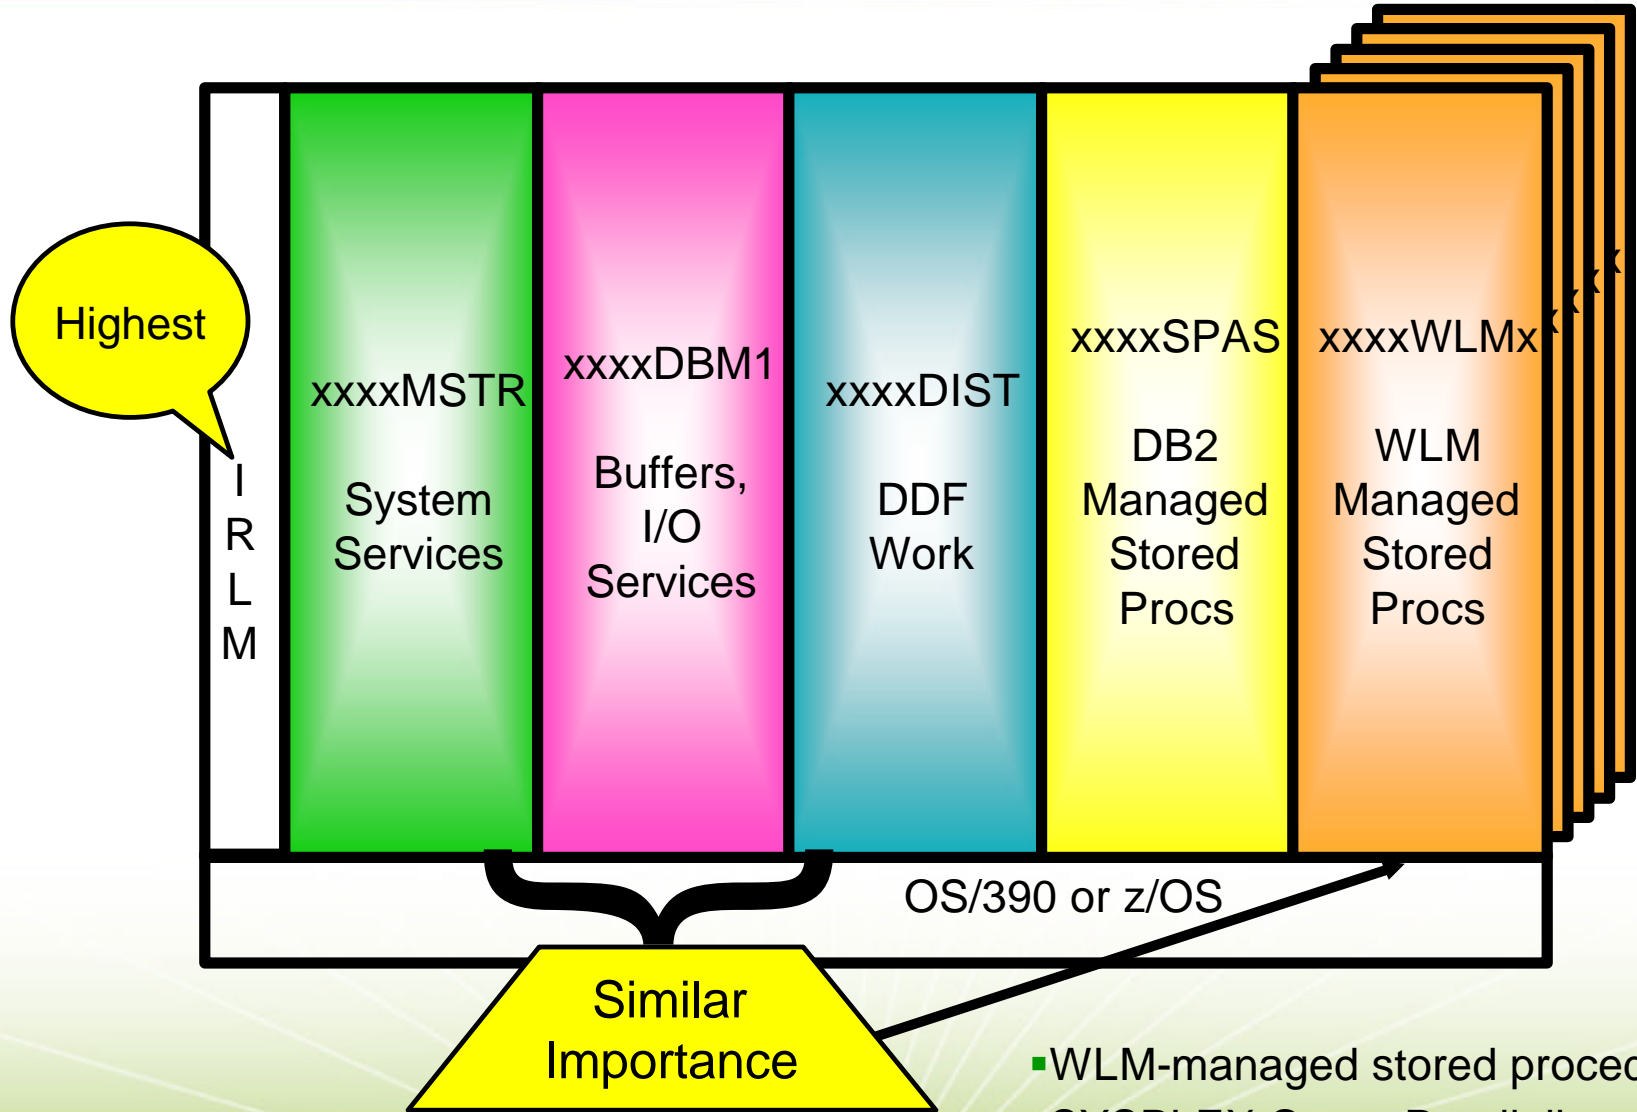 Highest
I
R
L
M
xxxxMSTR
System
Services
xxxxDBM1
Buffers,
I/O
Services
xxxxDIST
DDF
Work
xxxxSPAS
DB2
Managed
Stored
Procs
xxxxWLMx
WLM
Managed
Stored
Procs
x
x
x
x
OS/390 or z/OS
Similar
Importance
▪WLM-managed stored proced